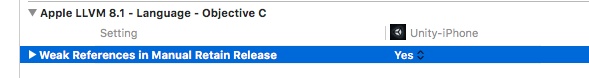 Apple LLVM 8.1 - Language - Objective C
Setting Unity-iPhone
Weak References in Manual Retain Release Yes